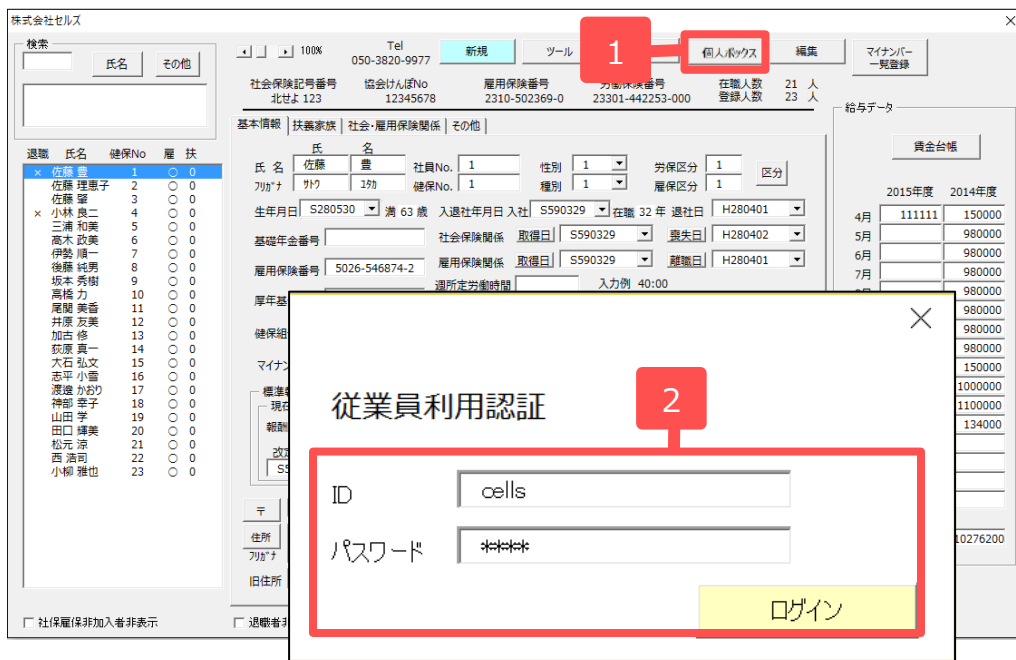 株式会社セルズ
検索
氏名
その他
100%
Tel
050-3820-9977
新規
ツール
1
個人ボックス
編集
マイナンバー
一覧登録
社会保険記号番号
北せよ 123
協会けんぽNo
12345678
雇用保険番号
2310-502369-0
労働保険番号
23301-442253-000
在職人数 21 人
登録人数 23 人
退職 氏名 健保No 雇 扶
× 佐藤 豊 1 ○ 0
佐藤 理恵子 2 ○ 0
佐藤 肇 3 ○ 0
× 小林 良二 4 ○ 0
三浦 和美 5 ○ 0
高木 政美 6 ○ 0
伊勢 順一 7 ○ 0
後藤 純男 8 ○ 0
坂本 秀樹 9 ○ 0
高橋 力 10 ○ 0
尾関 美香 11 ○ 0
井原 友美 12 ○ 0
加古 修 13 ○ 0
荻原 真一 14 ○ 0
大石 弘文 15 ○ 0
志平 小雪 16 ○ 0
渡邉 かおり 17 ○ 0
神部 幸子 18 ○ 0
山田 学 19 ○ 0
田口 輝美 20 ○ 0
松元 涼 21 ○ 0
西 浩司 22 ○ 0
小柳 雅也 23 ○ 0
社保雇保非加入者非表示
基本情報 扶養家族 社会・雇用保険関係 その他
氏 名
氏 名 佐藤 豊 社員No. 1 性別 1 労保区分 1 区分
フリガナ サトウ ユタカ 健保No. 1 種別 1 雇保区分 1
生年月日 S280530 満 63 歳 入退社年月日 入社 S590329 在職 32 年 退社日 H280401
基礎年金番号 社会保険関係 取得日 S590329 喪失日 H280402
雇用保険番号 5026-546874-2 雇用保険関係 取得日 S590329 離職日 H280401
週所定労働時間 入力例 40:00
厚年基
健保組
マイナン
標準
現在
報酬
改定
S5
〒
住所
フリガナ
旧住所
退職者非
給与データ
賃金台帳
2015年度 2014年度
4月 111111 150000
5月 980000
6月 980000
7月 980000
980000
980000
980000
980000
150000
1000000
1100000
134000
10276200
従業員利用認証
2
ID cells
パスワード *****
ログイン